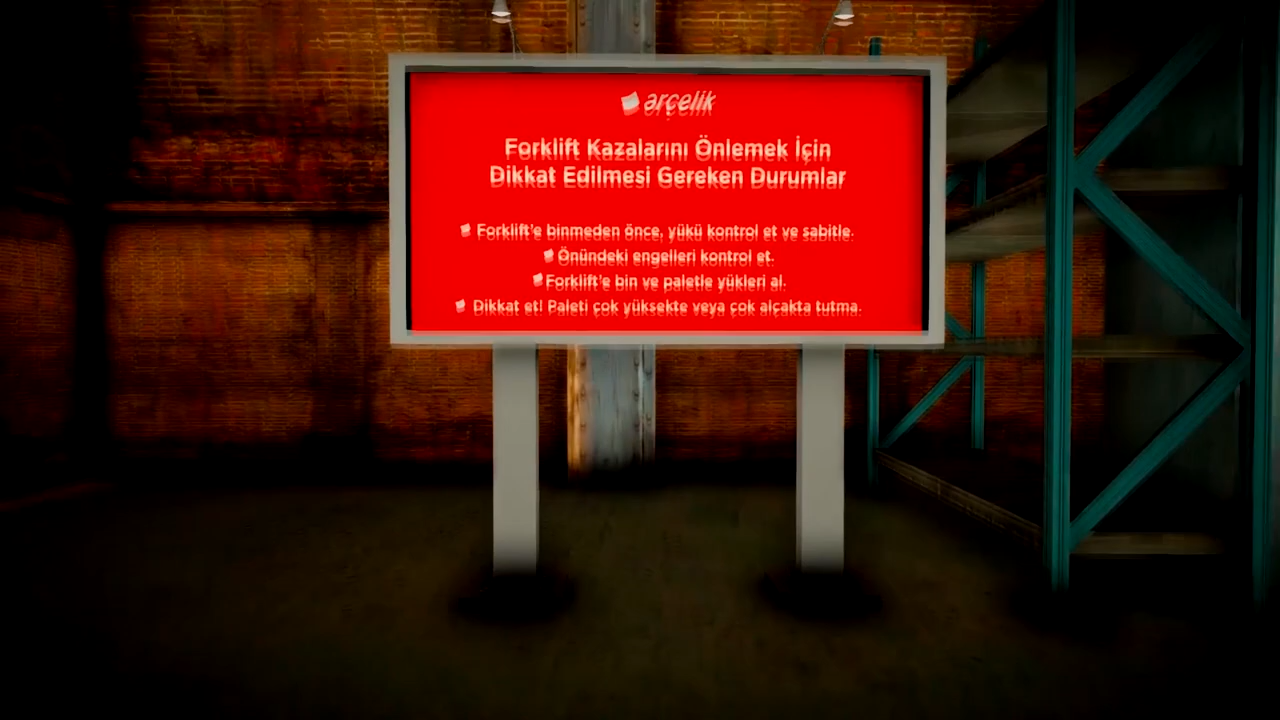 arçelik
Forklift Kazalarını Önlemek İçin
Dikkat Edilmesi Gereken Durumlar
Forklift'e binmeden önce, yükü kontrol et ve sabitle.
Önündeki engelleri kontrol et.
Forklift'e bin ve paletle yükleri al.
Dikkat et! Paleti çok yüksekte veya çok alçakta tutma.